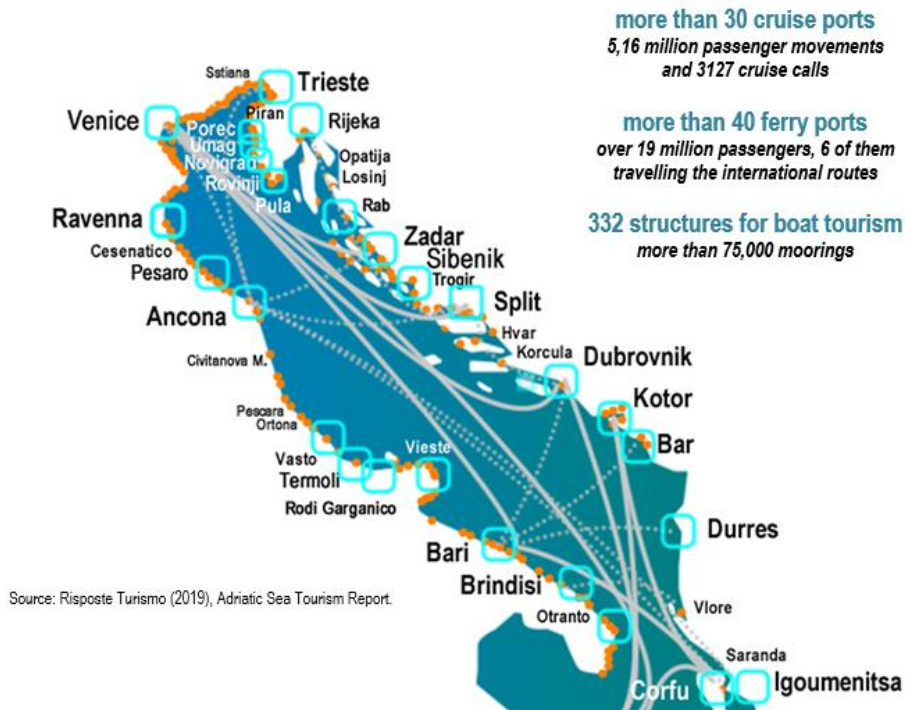 more than 30 cruise ports
5,16 million passenger movements
and 3127 cruise calls
more than 40 ferry ports
over 19 million passengers, 6 of them
travelling the international routes
332 structures for boat tourism
more than 75,000 moorings
Sstiana
Trieste
Venice
Piran
Rijeka
Porec
Umag
Novigrad
Opatija
Rovinji
Losinj
Pula
Rab
Ravenna
Zadar
Cesenatico
Sibenik
Pesaro
Trogir
Ancona
Split
Hvar
Korcula
Civitanova M.
Dubrovnik
Kotor
Pescara
Ortona
Bar
Vieste
Vasto
Termoli
Rodi Garganico
Durres
Bari
Brindisi
Source: Risposte Turismo (2019), Adriatic Sea Tourism Report.
Otranto
Vlore
Saranda
Corfu
Igoumenitsa